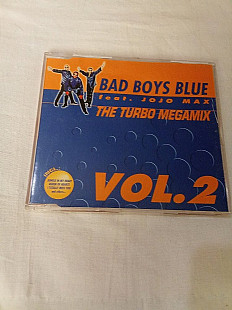 BAD BOYS BLUE
feat. JOJO MAX
THE TURBO MEGAMIX
VOL.2